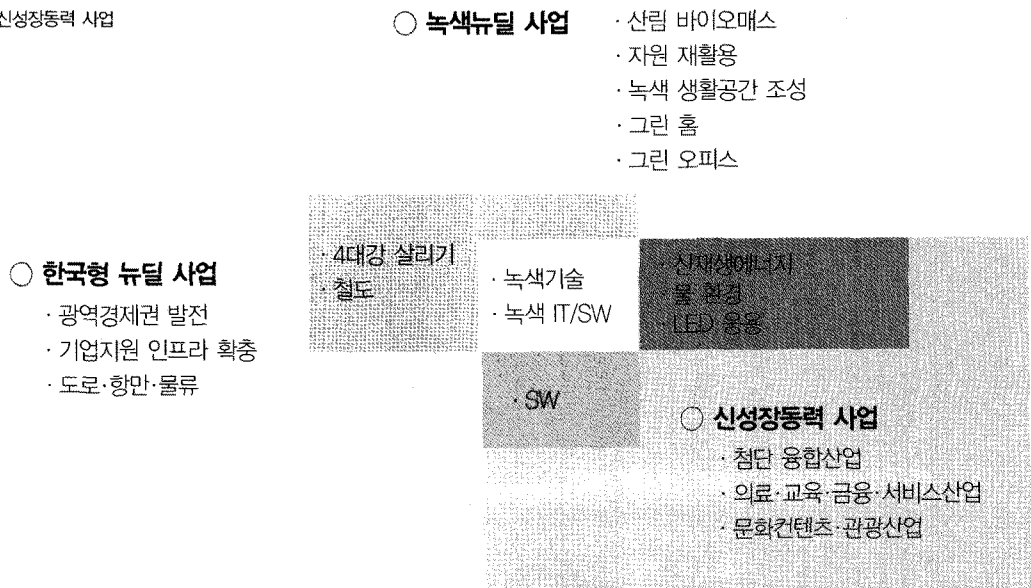 신성장동력 사업
○ 녹색뉴딜 사업
· 산림 바이오매스
· 자원 재활용
· 녹색 생활공간 조성
· 그린 홈
· 그린 오피스
· 4대강 살리기
· 철도
· 녹색기술
· 녹색 IT/SW
· 신재생에너지
· 물 환경
· LED 응용
○ 한국형 뉴딜 사업
· 광역경제권 발전
· 기업지원 인프라 확충
· 도로·항만·물류
· SW
○ 신성장동력 사업
· 첨단 융합산업
· 의료·교육·금융·서비스산업
· 문화컨텐츠·관광산업